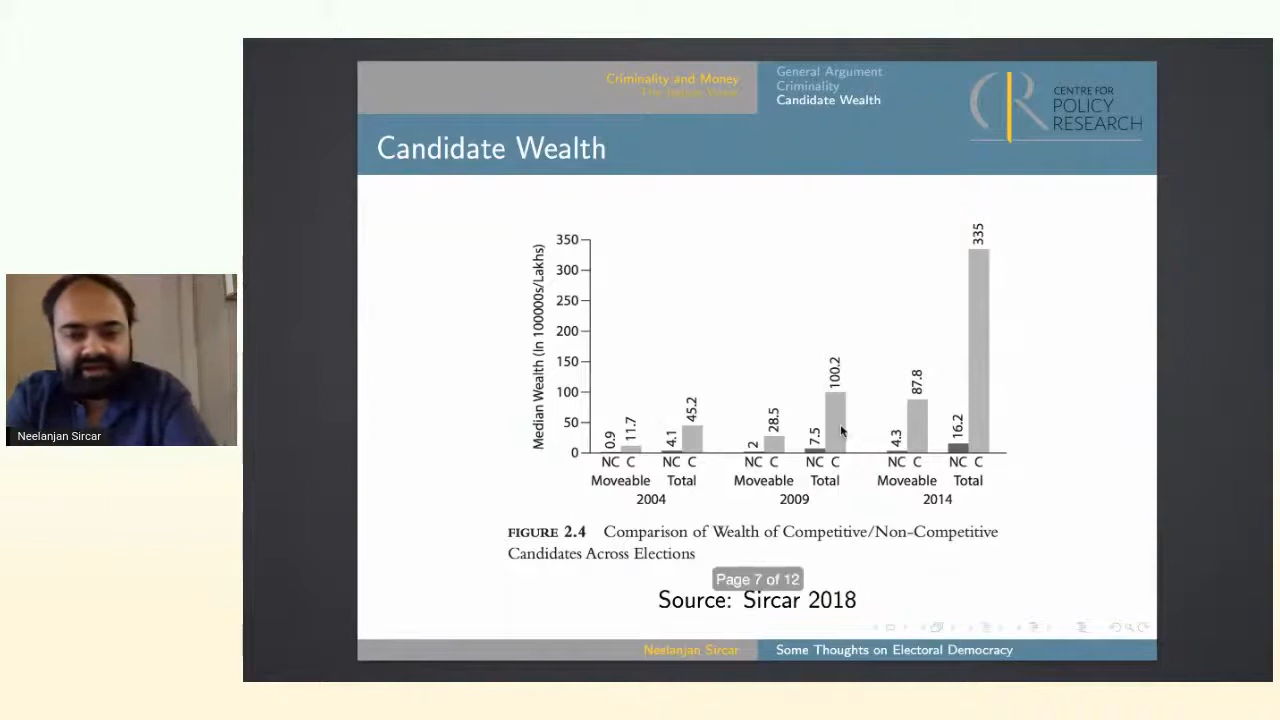 Criminality and Money
General Argument
Criminality
Candidate Wealth
CENTRE FOR
POLICY
RESEARCH
Candidate Wealth
Median Wealth (In 100000s/Lakhs)
350
300
250
200
150
100
50
0
0.9 11.7 4.1 45.2 2 28.5 7.5 100.2 4.3 87.8 16.2 335
NC C NC C NC C NC C NC C NC C
Moveable Total Moveable Total Moveable Total
2004 2009 2014
FIGURE 2.4 Comparison of Wealth of Competitive/Non-Competitive
Candidates Across Elections
Page 7 of 12
Source: Sircar 2018
Neelanjan Sircar Some Thoughts on Electoral Democracy
Neelanjan Sircar